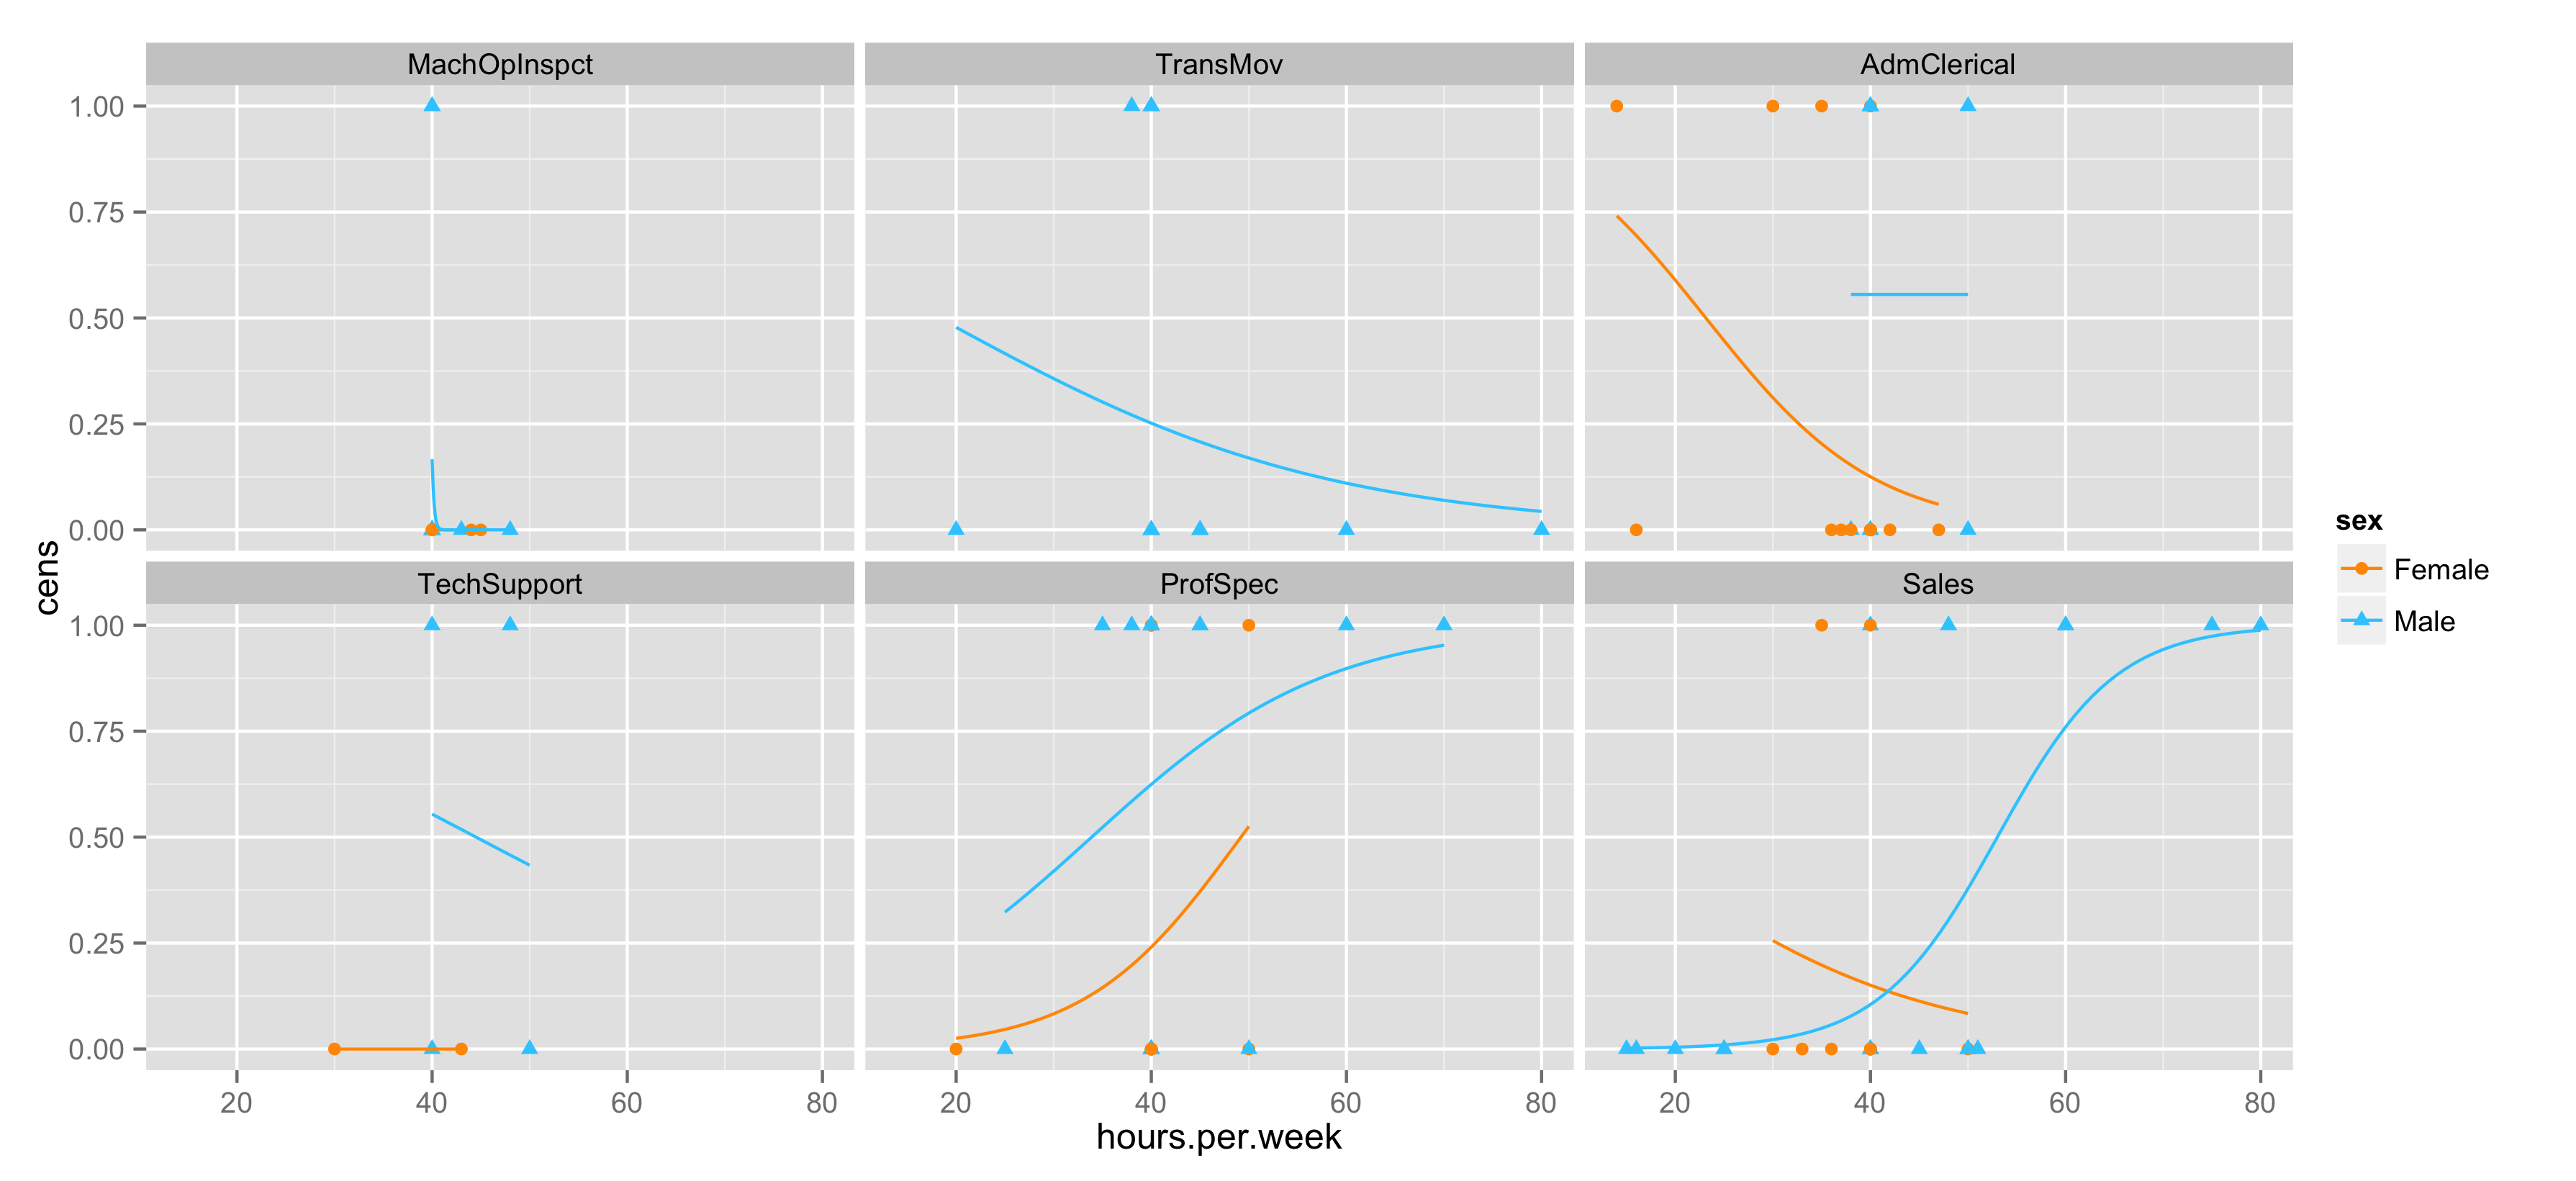 MachOpInspct TransMov AdmClerical
1.00
0.75
0.50
0.25
0.00
TechSupport ProfSpec Sales
1.00
0.75
0.50
0.25
0.00
20 40 60 80 20 40 60 80 20 40 60 80
hours.per.week
cens
sex
Female
Male